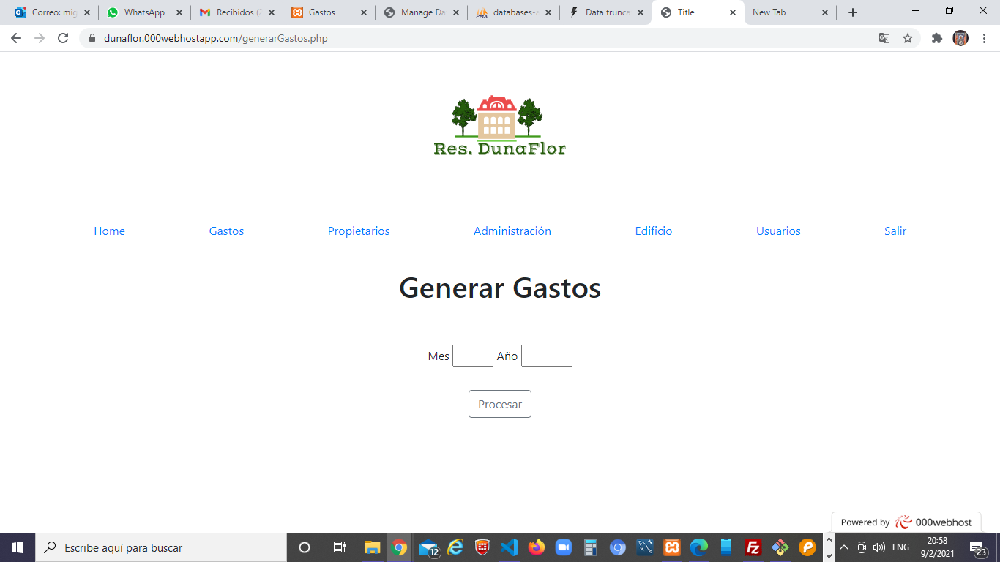 Correo: mig
WhatsApp
Recibidos (2
Gastos
Manage Da
databases-a
Data trunca
Title
New Tab
dunaflor.000webhostapp.com/generarGastos.php
Res. DunaFlor
Home Gastos Propietarios Administración Edificio Usuarios Salir
Generar Gastos
Mes Año
Procesar
Powered by 000webhost
Escribe aquí para buscar
12
ENG
20:58
9/2/2021
23